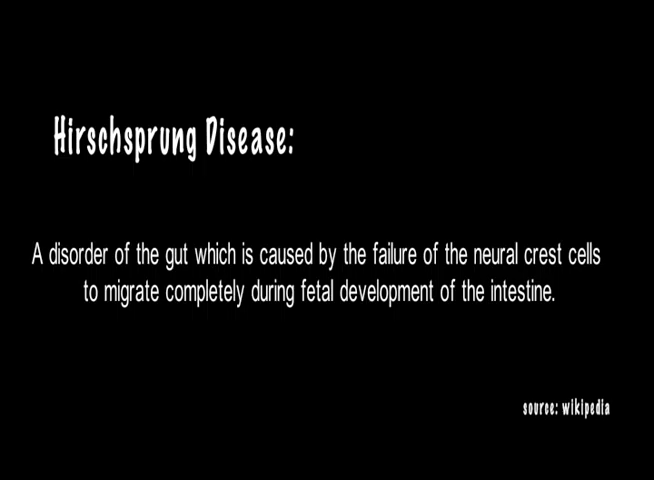 Hirschsprung Disease:
A disorder of the gut which is caused by the failure of the neural crest cells
to migrate completely during fetal development of the intestine.
source: wikipedia